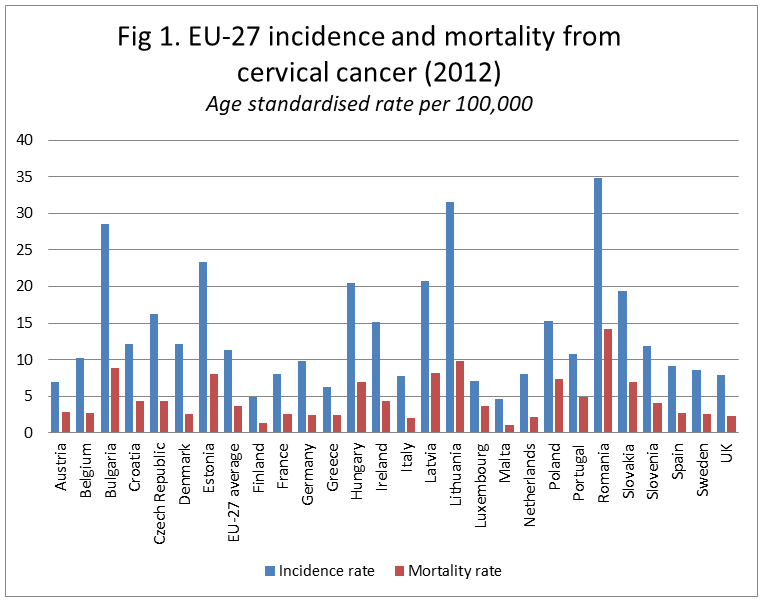 Fig 1. EU-27 incidence and mortality from
cervical cancer (2012)
Age standardised rate per 100,000
40
35
30
25
20
15
10
5
0
Austria
Belgium
Bulgaria
Croatia
Czech Republic
Denmark
Estonia
EU-27 average
Finland
France
Germany
Greece
Hungary
Ireland
Italy
Latvia
Lithuania
Luxembourg
Malta
Netherlands
Poland
Portugal
Romania
Slovakia
Slovenia
Spain
Sweden
UK
Incidence rate
Mortality rate